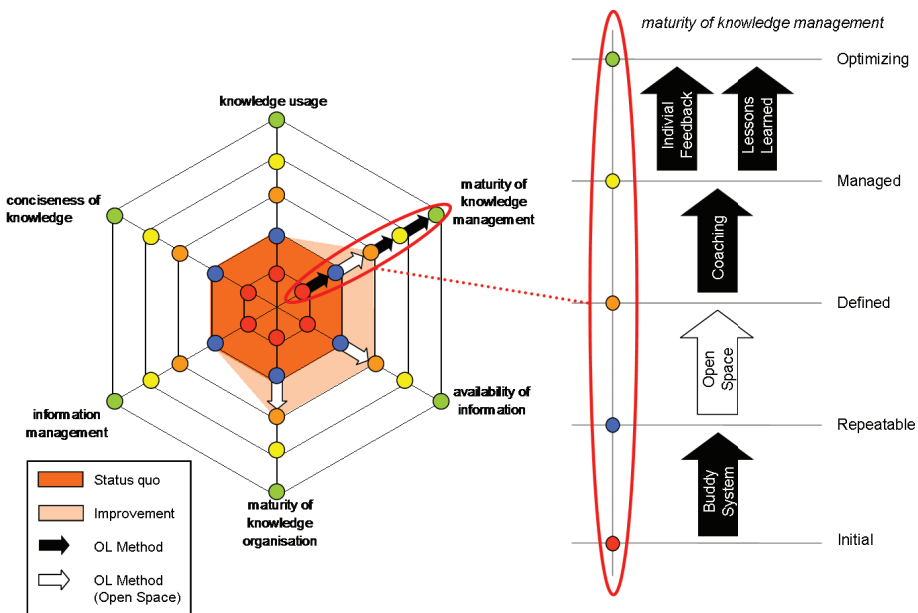 maturity of knowledge management
knowledge usage
conciseness of
knowledge
maturity of
knowledge
management
availability of
information
information
management
maturity of
knowledge
organisation
Status quo
Improvement
OL Method
OL Method
(Open Space)
Optimizing
Indivial
Feedback
Lessons
Learned
Managed
Coaching
Defined
Open
Space
Repeatable
Buddy
System
Initial